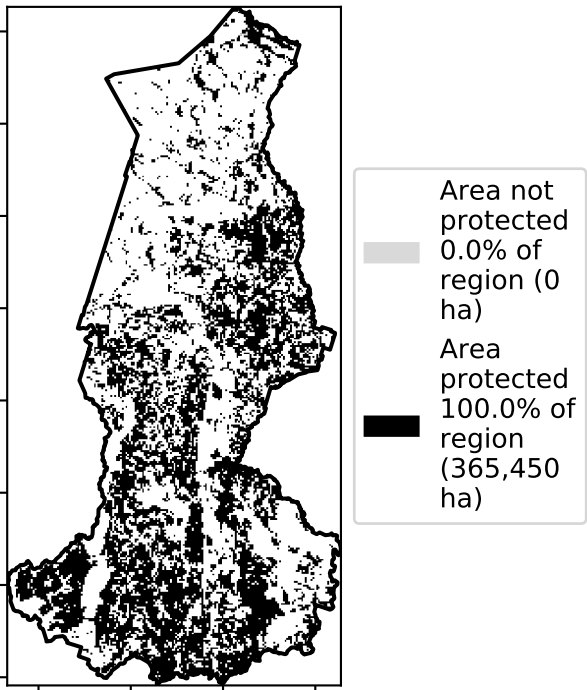 Area not
protected
0.0% of
region (0
ha)
Area
protected
100.0% of
region
(365,450
ha)